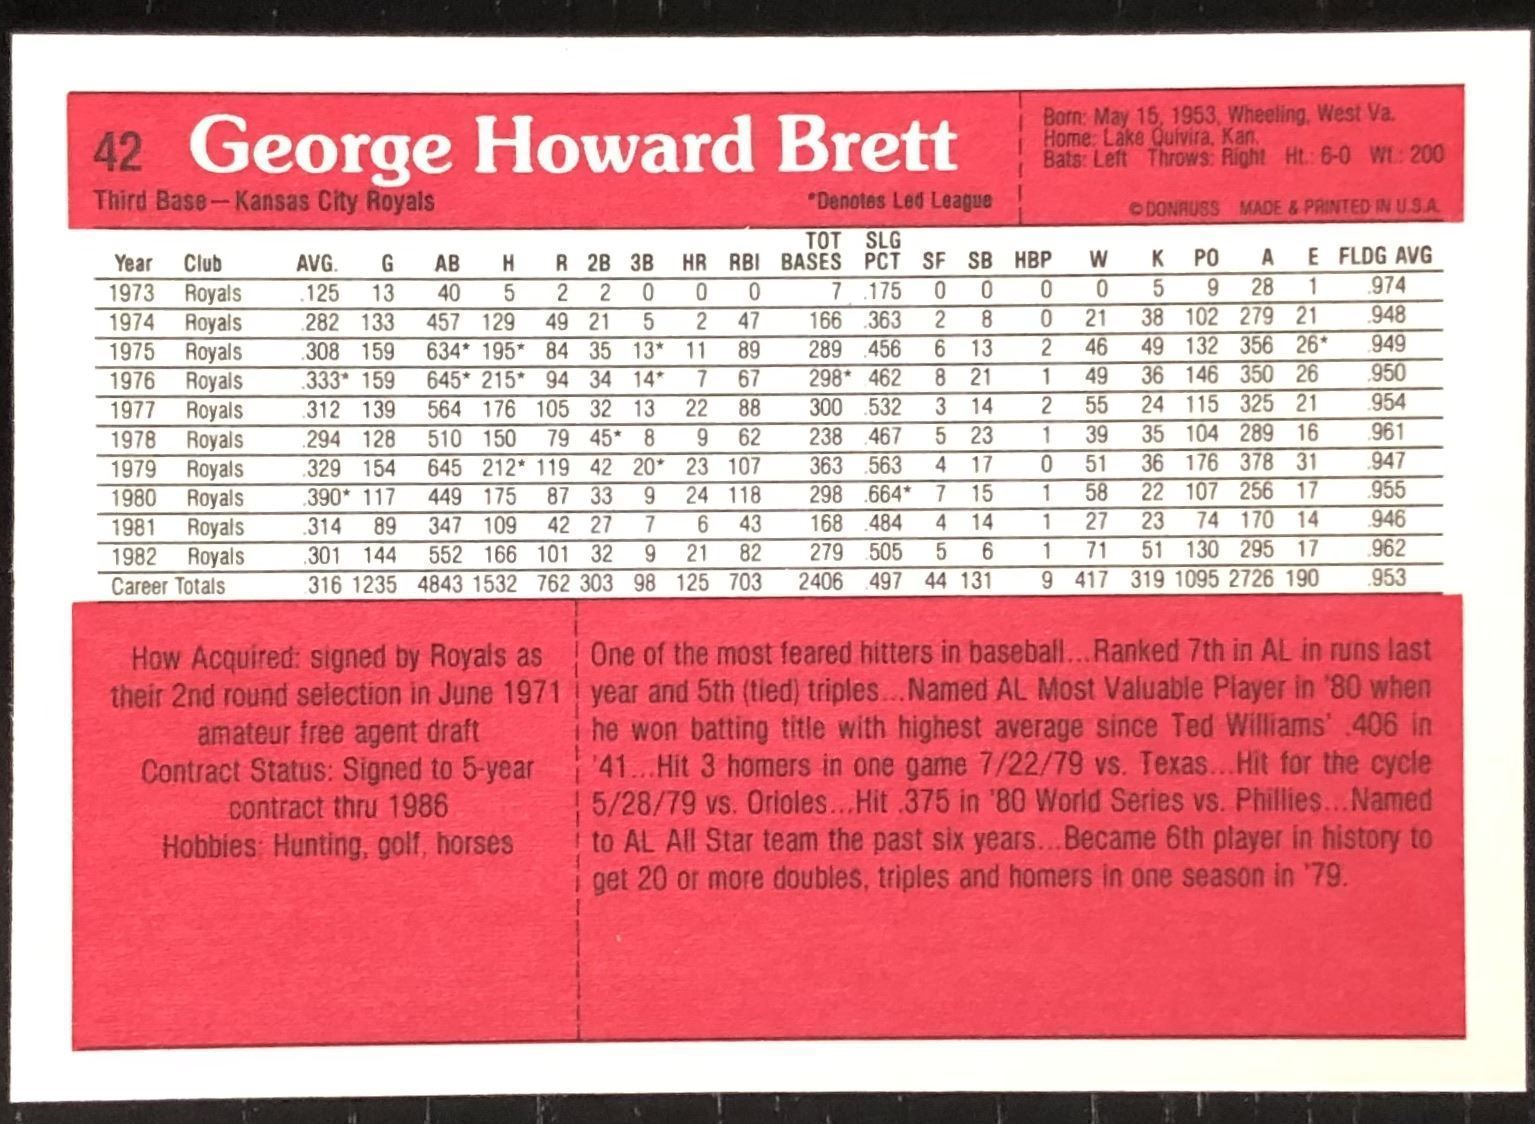 42 George Howard Brett
Third Base—Kansas City Royals *Denotes Led League
Born: May 15, 1953, Wheeling, West Va.
Home: Lake Quivira, Kan.
Bats: Left Throws: Right Ht.: 6-0 Wt.: 200
© DONRUSS MADE & PRINTED IN U.S.A.
Year Club AVG. G AB H R 2B 3B HR RBI TOT BASES SLG PCT SF SB HBP W K PO A E FLDG AVG
1973 Royals .125 13 40 5 2 2 0 0 0 7 .175 0 0 0 0 5 9 28 1 .974
1974 Royals .282 133 457 129 49 21 5 2 47 166 .363 2 8 0 21 38 102 279 21 .948
1975 Royals .308 159 634* 195* 84 35 13* 11 89 289 .456 6 13 2 46 49 132 356 26* .949
1976 Royals .333* 159 645* 215* 94 34 14* 7 67 298* .462 8 21 1 49 36 146 350 26 .950
1977 Royals .312 139 564 176 105 32 13 22 88 300 .532 3 14 2 55 24 115 325 21 .954
1978 Royals .294 128 510 150 79 45* 8 9 62 238 .467 5 23 1 39 35 104 289 16 .961
1979 Royals .329 154 645 212* 119 42 20* 23 107 363 .563 4 17 0 51 36 176 378 31 .947
1980 Royals .390* 117 449 175 87 33 9 24 118 298 .664* 7 15 1 58 22 107 256 17 .955
1981 Royals .314 89 347 109 42 27 7 6 43 168 .484 4 14 1 27 23 74 170 14 .946
1982 Royals .301 144 552 166 101 32 9 21 82 279 .505 5 6 1 71 51 130 295 17 .962
Career Totals .316 1235 4843 1532 762 303 98 125 703 2406 .497 44 131 9 417 319 1095 2726 190 .953
How Acquired: signed by Royals as
their 2nd round selection in June 1971
amateur free agent draft
Contract Status: Signed to 5-year
contract thru 1986
Hobbies: Hunting, golf, horses
One of the most feared hitters in baseball...Ranked 7th in AL in runs last
year and 5th (tied) triples...Named AL Most Valuable Player in '80 when
he won batting title with highest average since Ted Williams' .406 in
'41...Hit 3 homers in one game 7/22/79 vs. Texas...Hit for the cycle
5/28/79 vs. Orioles...Hit .375 in '80 World Series vs. Phillies...Named
to AL All Star team the past six years...Became 6th player in history to
get 20 or more doubles, triples and homers in one season in '79.